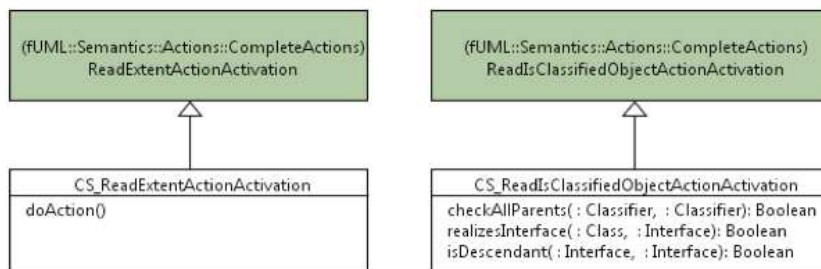 (fUML::Semantics::Actions::CompleteActions)
ReadExtentActionActivation
CS_ReadExtentActionActivation
doAction()
(fUML::Semantics::Actions::CompleteActions)
ReadIsClassifiedObjectActionActivation
CS_ReadIsClassifiedObjectActionActivation
checkAllParents( : Classifier, : Classifier): Boolean
realizesInterface( : Class, : Interface): Boolean
isDescendant( : Interface, : Interface): Boolean